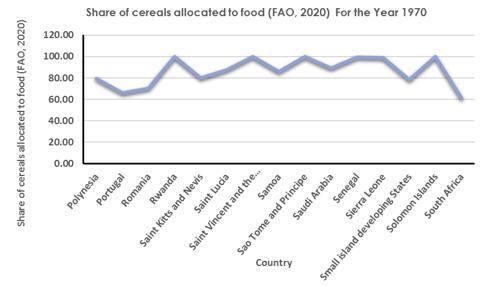 Share of cereals allocated to food (FAO, 2020) For the Year 1970
Share of cereals allocated to food (FAO, 2020)
120.00
100.00
80.00
60.00
40.00
20.00
0.00
Polynesia
Portugal
Romania
Rwanda
Saint Kitts and Nevis
Saint Lucia
Saint Vincent and the...
Samoa
Sao Tome and Principe
Saudi Arabia
Senegal
Sierra Leone
Small island developing States
Solomon Islands
South Africa
Country